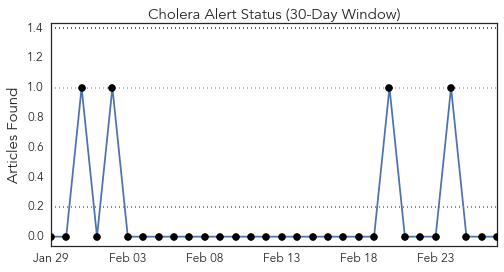 Cholera Alert Status (30-Day Window)
Articles Found
1.4
1.2
1.0
0.8
0.6
0.4
0.2
0.0
Jan 29 Feb 03 Feb 08 Feb 13 Feb 18 Feb 23